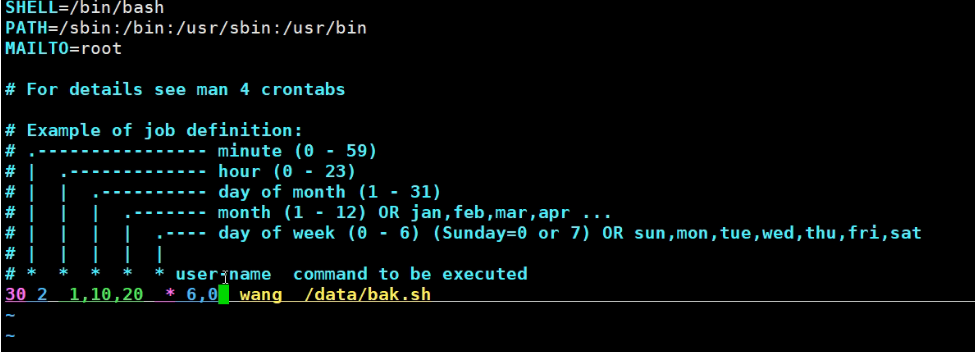 SHELL=/bin/bash
PATH=/sbin:/bin:/usr/sbin:/usr/bin
MAILTO=root
# For details see man 4 crontabs
# Example of job definition:
# .---------------- minute (0 - 59)
# |  .------------- hour (0 - 23)
# |  |  .---------- day of month (1 - 31)
# |  |  |  .------- month (1 - 12) OR jan,feb,mar,apr ...
# |  |  |  |  .---- day of week (0 - 6) (Sunday=0 or 7) OR sun,mon,tue,wed,thu,fri,sat
# |  |  |  |  |
# *  *  *  *  * user-name  command to be executed
30 2  1,10,20  * 6,0  wang  /data/bak.sh
~
~